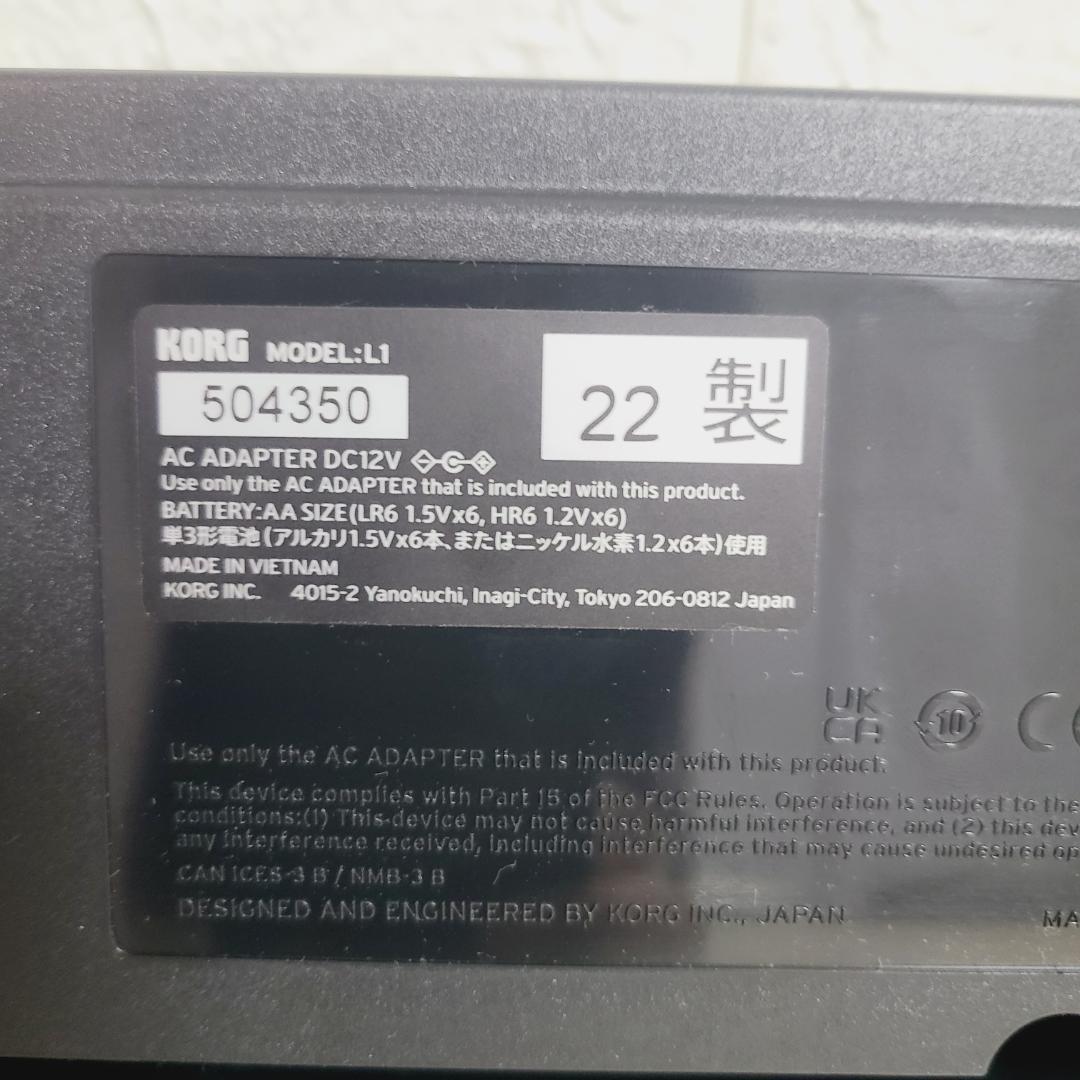 KORG MODEL:L1
504350
22 製
AC ADAPTER DC12V
Use only the AC ADAPTER that is included with this product.
BATTERY:AA SIZE(LR6 1.5Vx6, HR6 1.2Vx6)
単3形電池(アルカリ1.5Vx6本、またはニッケル水素1.2x6本)使用
MADE IN VIETNAM
KORG INC. 4015-2 Yanokuchi, Inagi-City, Tokyo 206-0812 Japan
UK
CA
10
C
Use only the AC ADAPTER that is included with this product.
This device complies with Part 15 of the FCC Rules. Operation is subject to the
conditions:(1) This device may not cause harmful interference, and (2) this dev
any interference received, including interference that may cause undesired op
CAN ICES-3 B / NMB-3 B
DESIGNED AND ENGINEERED BY KORG INC., JAPAN
MA